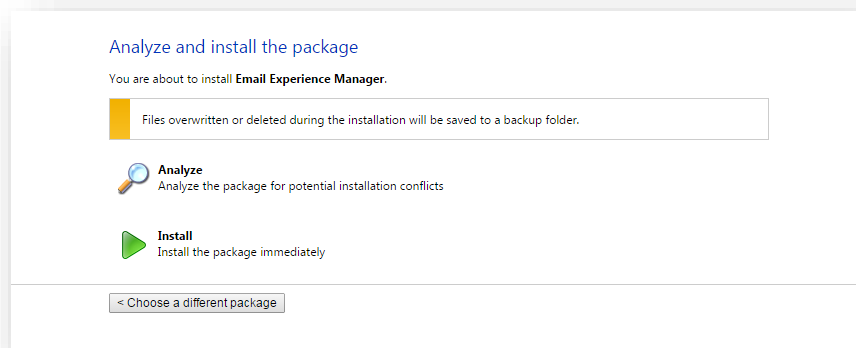 Analyze and install the package
You are about to install Email Experience Manager.
Files overwritten or deleted during the installation will be saved to a backup folder.
Analyze
Analyze the package for potential installation conflicts
Install
Install the package immediately
< Choose a different package